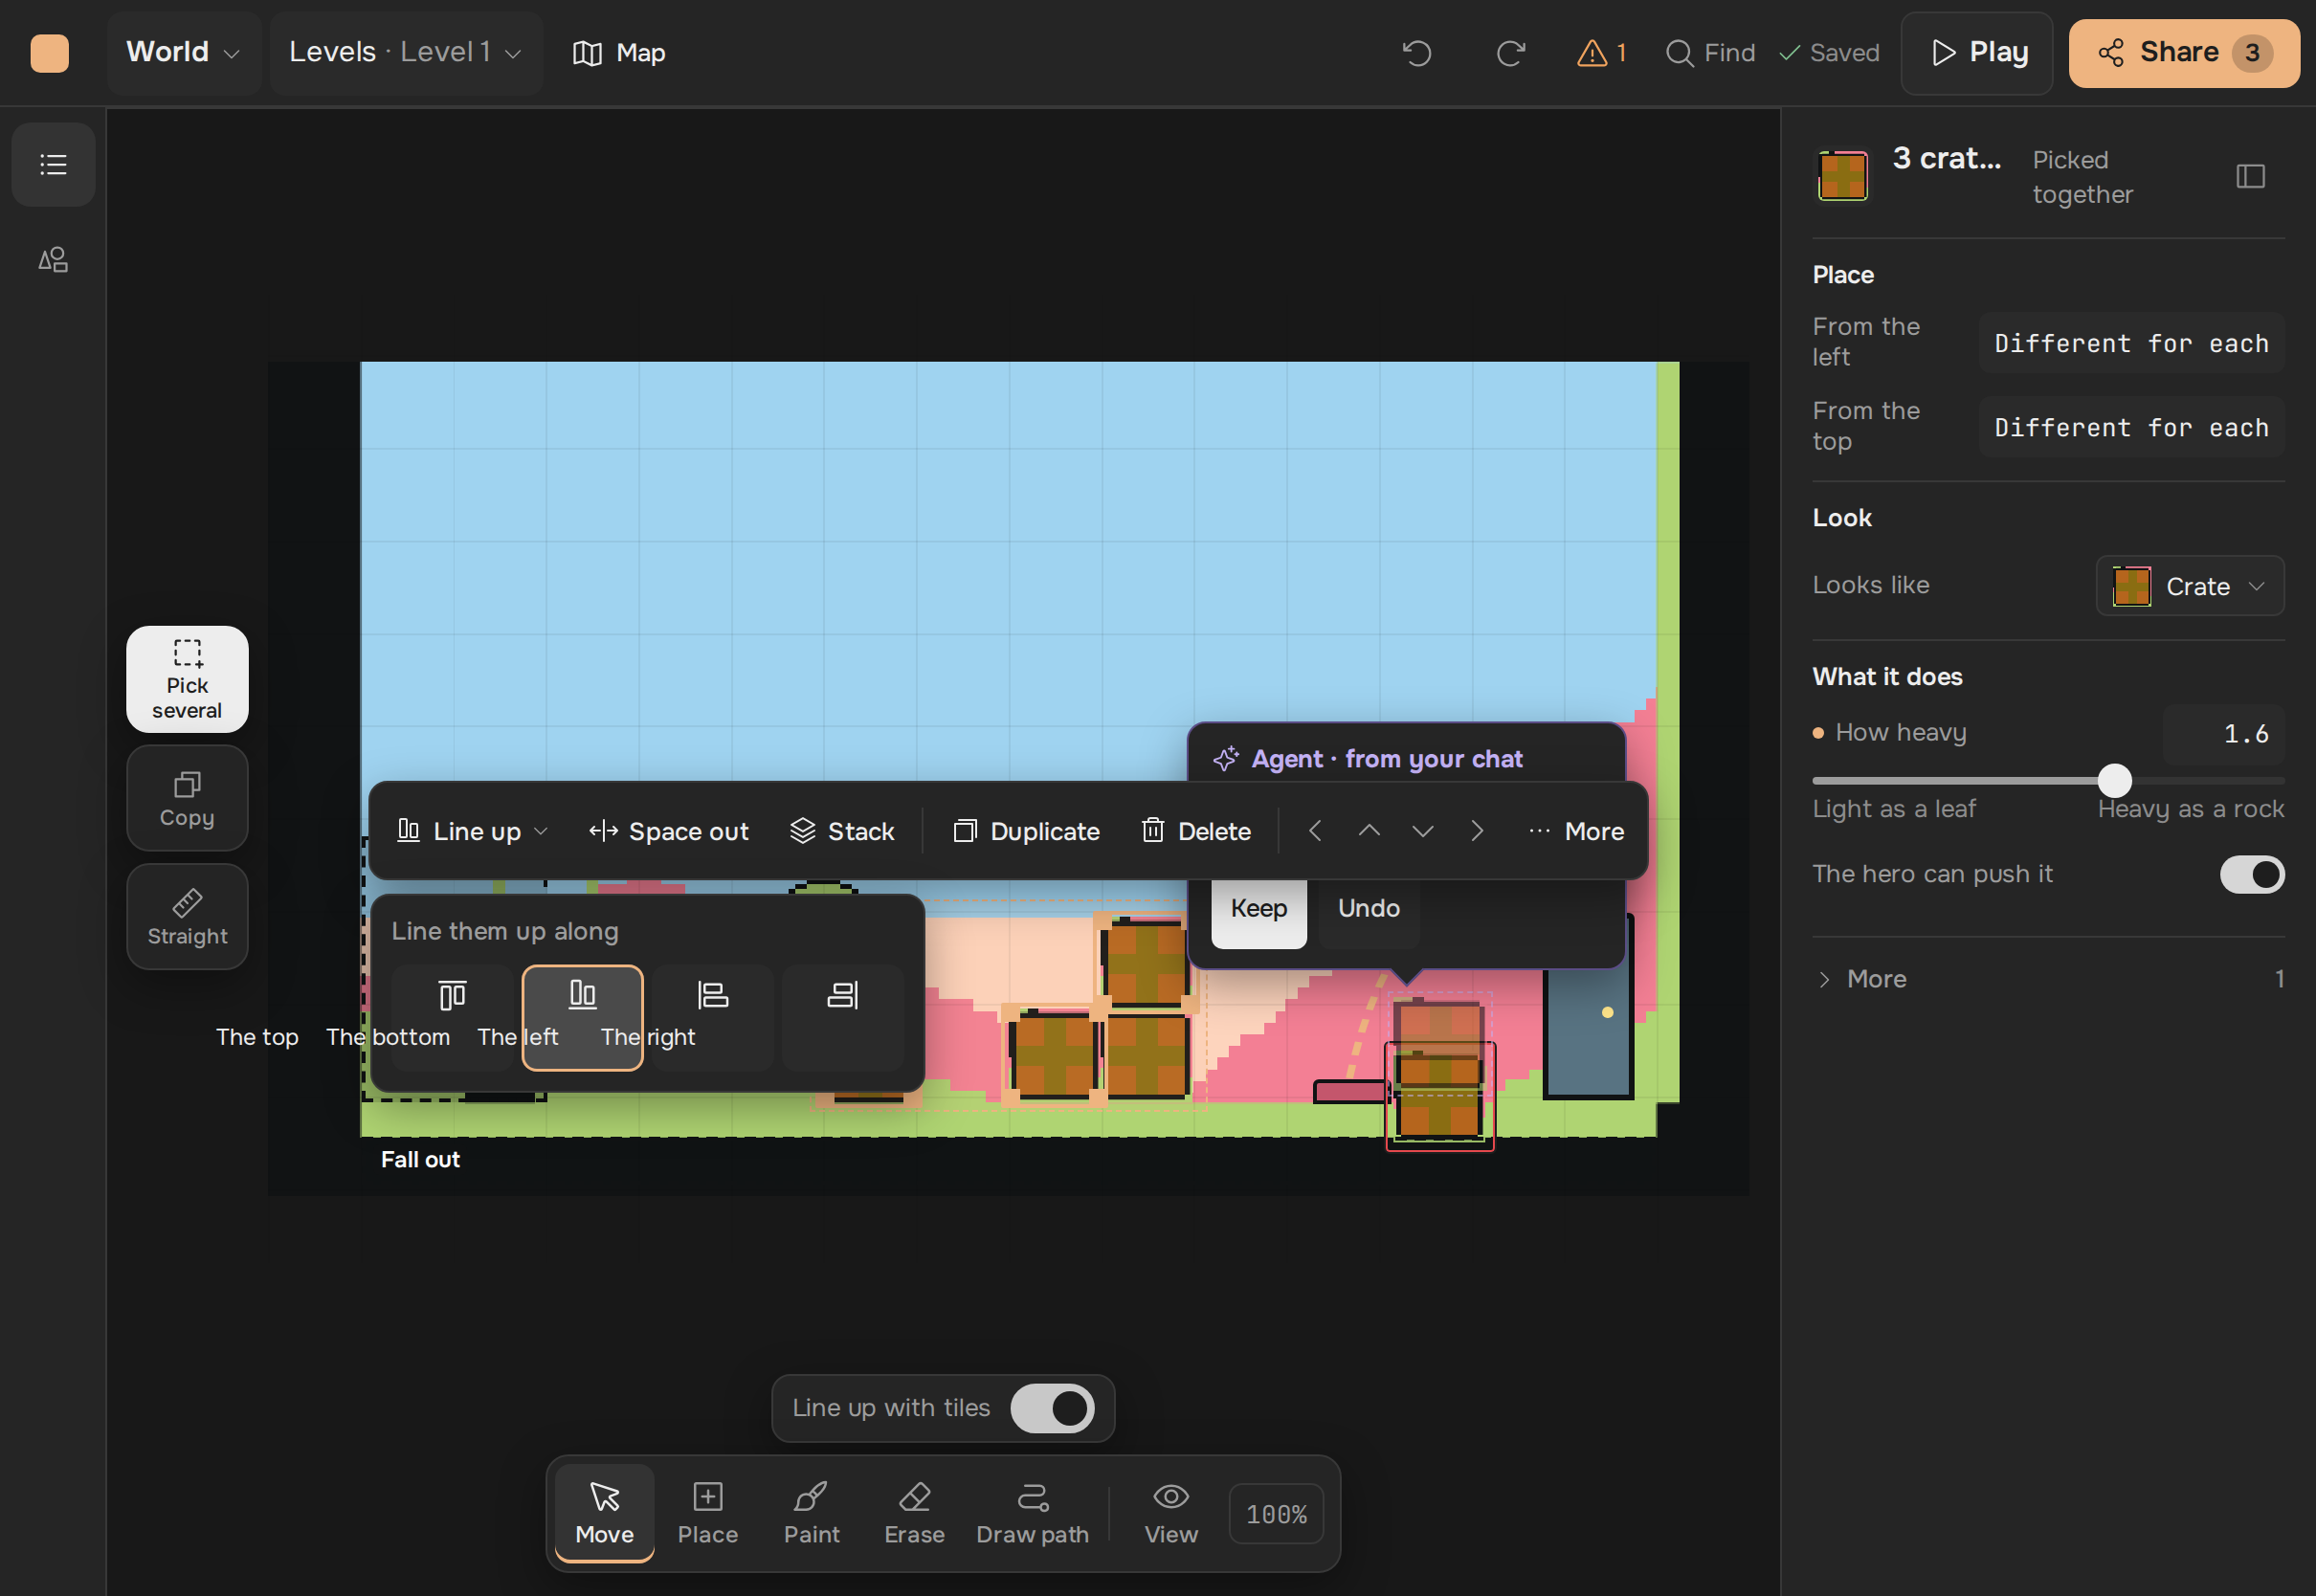 World
Levels · Level 1
Map
1
Find
Saved
Play
Share 3
3 crat...
Picked
together
Place
From the
left
Different for each
From the
top
Different for each
Look
Looks like
Crate
What it does
How heavy
1.6
Light as a leaf
Heavy as a rock
The hero can push it
More
1
Pick
several
Copy
Straight
Agent · from your chat
Line up
Space out
Stack
Duplicate
Delete
More
Keep
Undo
Line them up along
The top
The bottom
The left
The right
Fall out
Line up with tiles
Move
Place
Paint
Erase
Draw path
View
100%